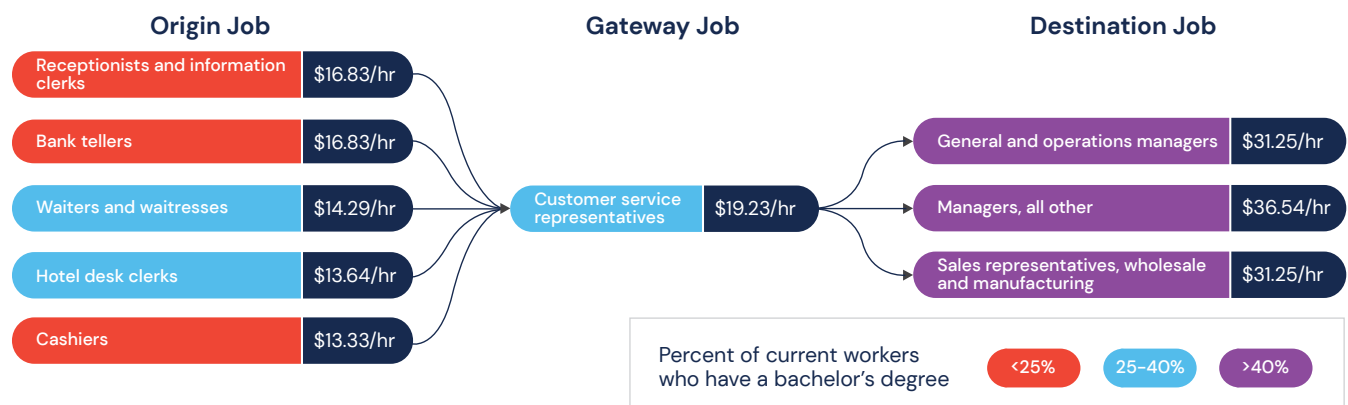 Origin Job
Gateway Job
Destination Job
Receptionists and information
clerks
$16.83/hr
Bank tellers
$16.83/hr
Waiters and waitresses
$14.29/hr
Hotel desk clerks
$13.64/hr
Cashiers
$13.33/hr
Customer service
representatives
$19.23/hr
General and operations managers
$31.25/hr
Managers, all other
$36.54/hr
Sales representatives, wholesale
and manufacturing
$31.25/hr
Percent of current workers
who have a bachelor’s degree
<25%
25-40%
>40%